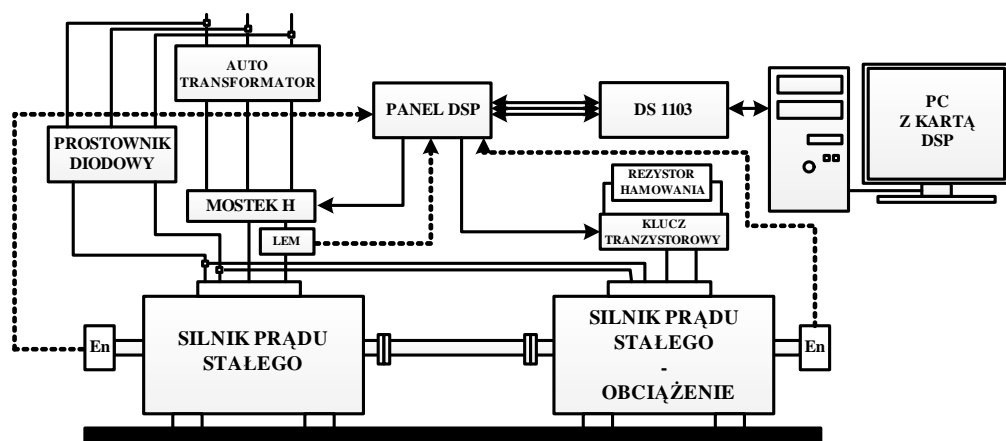 AUTO
TRANSFORMATOR
PANEL DSP
DS 1103
PC
Z KARTĄ
DSP
PROSTOWNIK
DIODOWY
REZYSTOR
HAMOWANIA
MOSTEK H
LEM
KLUCZ
TRANZYSTOROWY
En
SILNIK PRĄDU
STAŁEGO
SILNIK PRĄDU
STAŁEGO
-
OBCIĄŻENIE
En